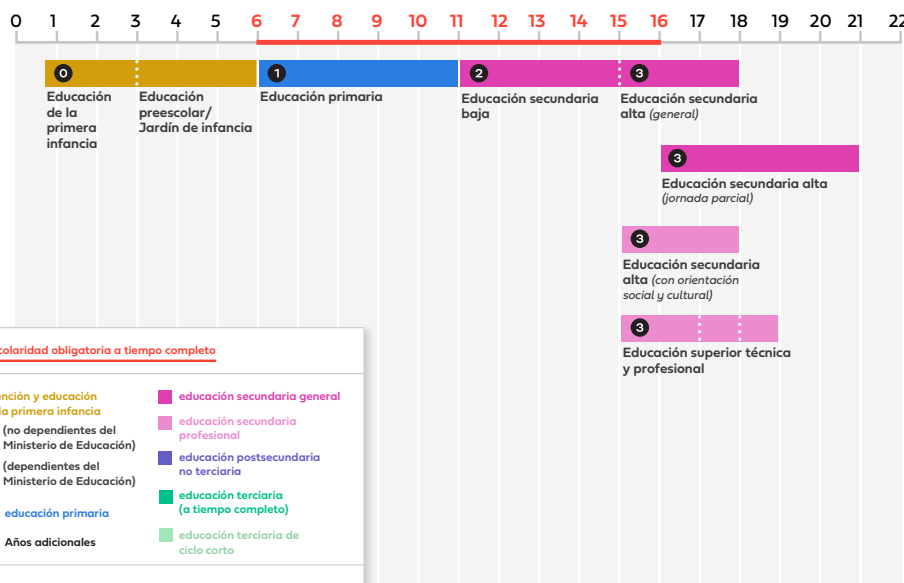 0 1 2 3 4 5 6 7 8 9 10 11 12 13 14 15 16 17 18 19 20 21 22
0 1 2 3
Educación
de la
primera
infancia
Educación
preescolar/
Jardín de infancia
Educación primaria
Educación secundaria
baja
Educación secundaria
alta (general)
3
Educación secundaria alta
(jornada parcial)
3
Educación secundaria
alta (con orientación
social y cultural)
3
Educación superior técnica
y profesional
colaridad obligatoria a tiempo completo
ención y educación
la primera infancia
(no dependientes del
Ministerio de Educación)
(dependientes del
Ministerio de Educación)
educación primaria
Años adicionales
educación secundaria general
educación secundaria
profesional
educación postsecundaria
no terciaria
educación terciaria
(a tiempo completo)
educación terciaria de
ciclo corto